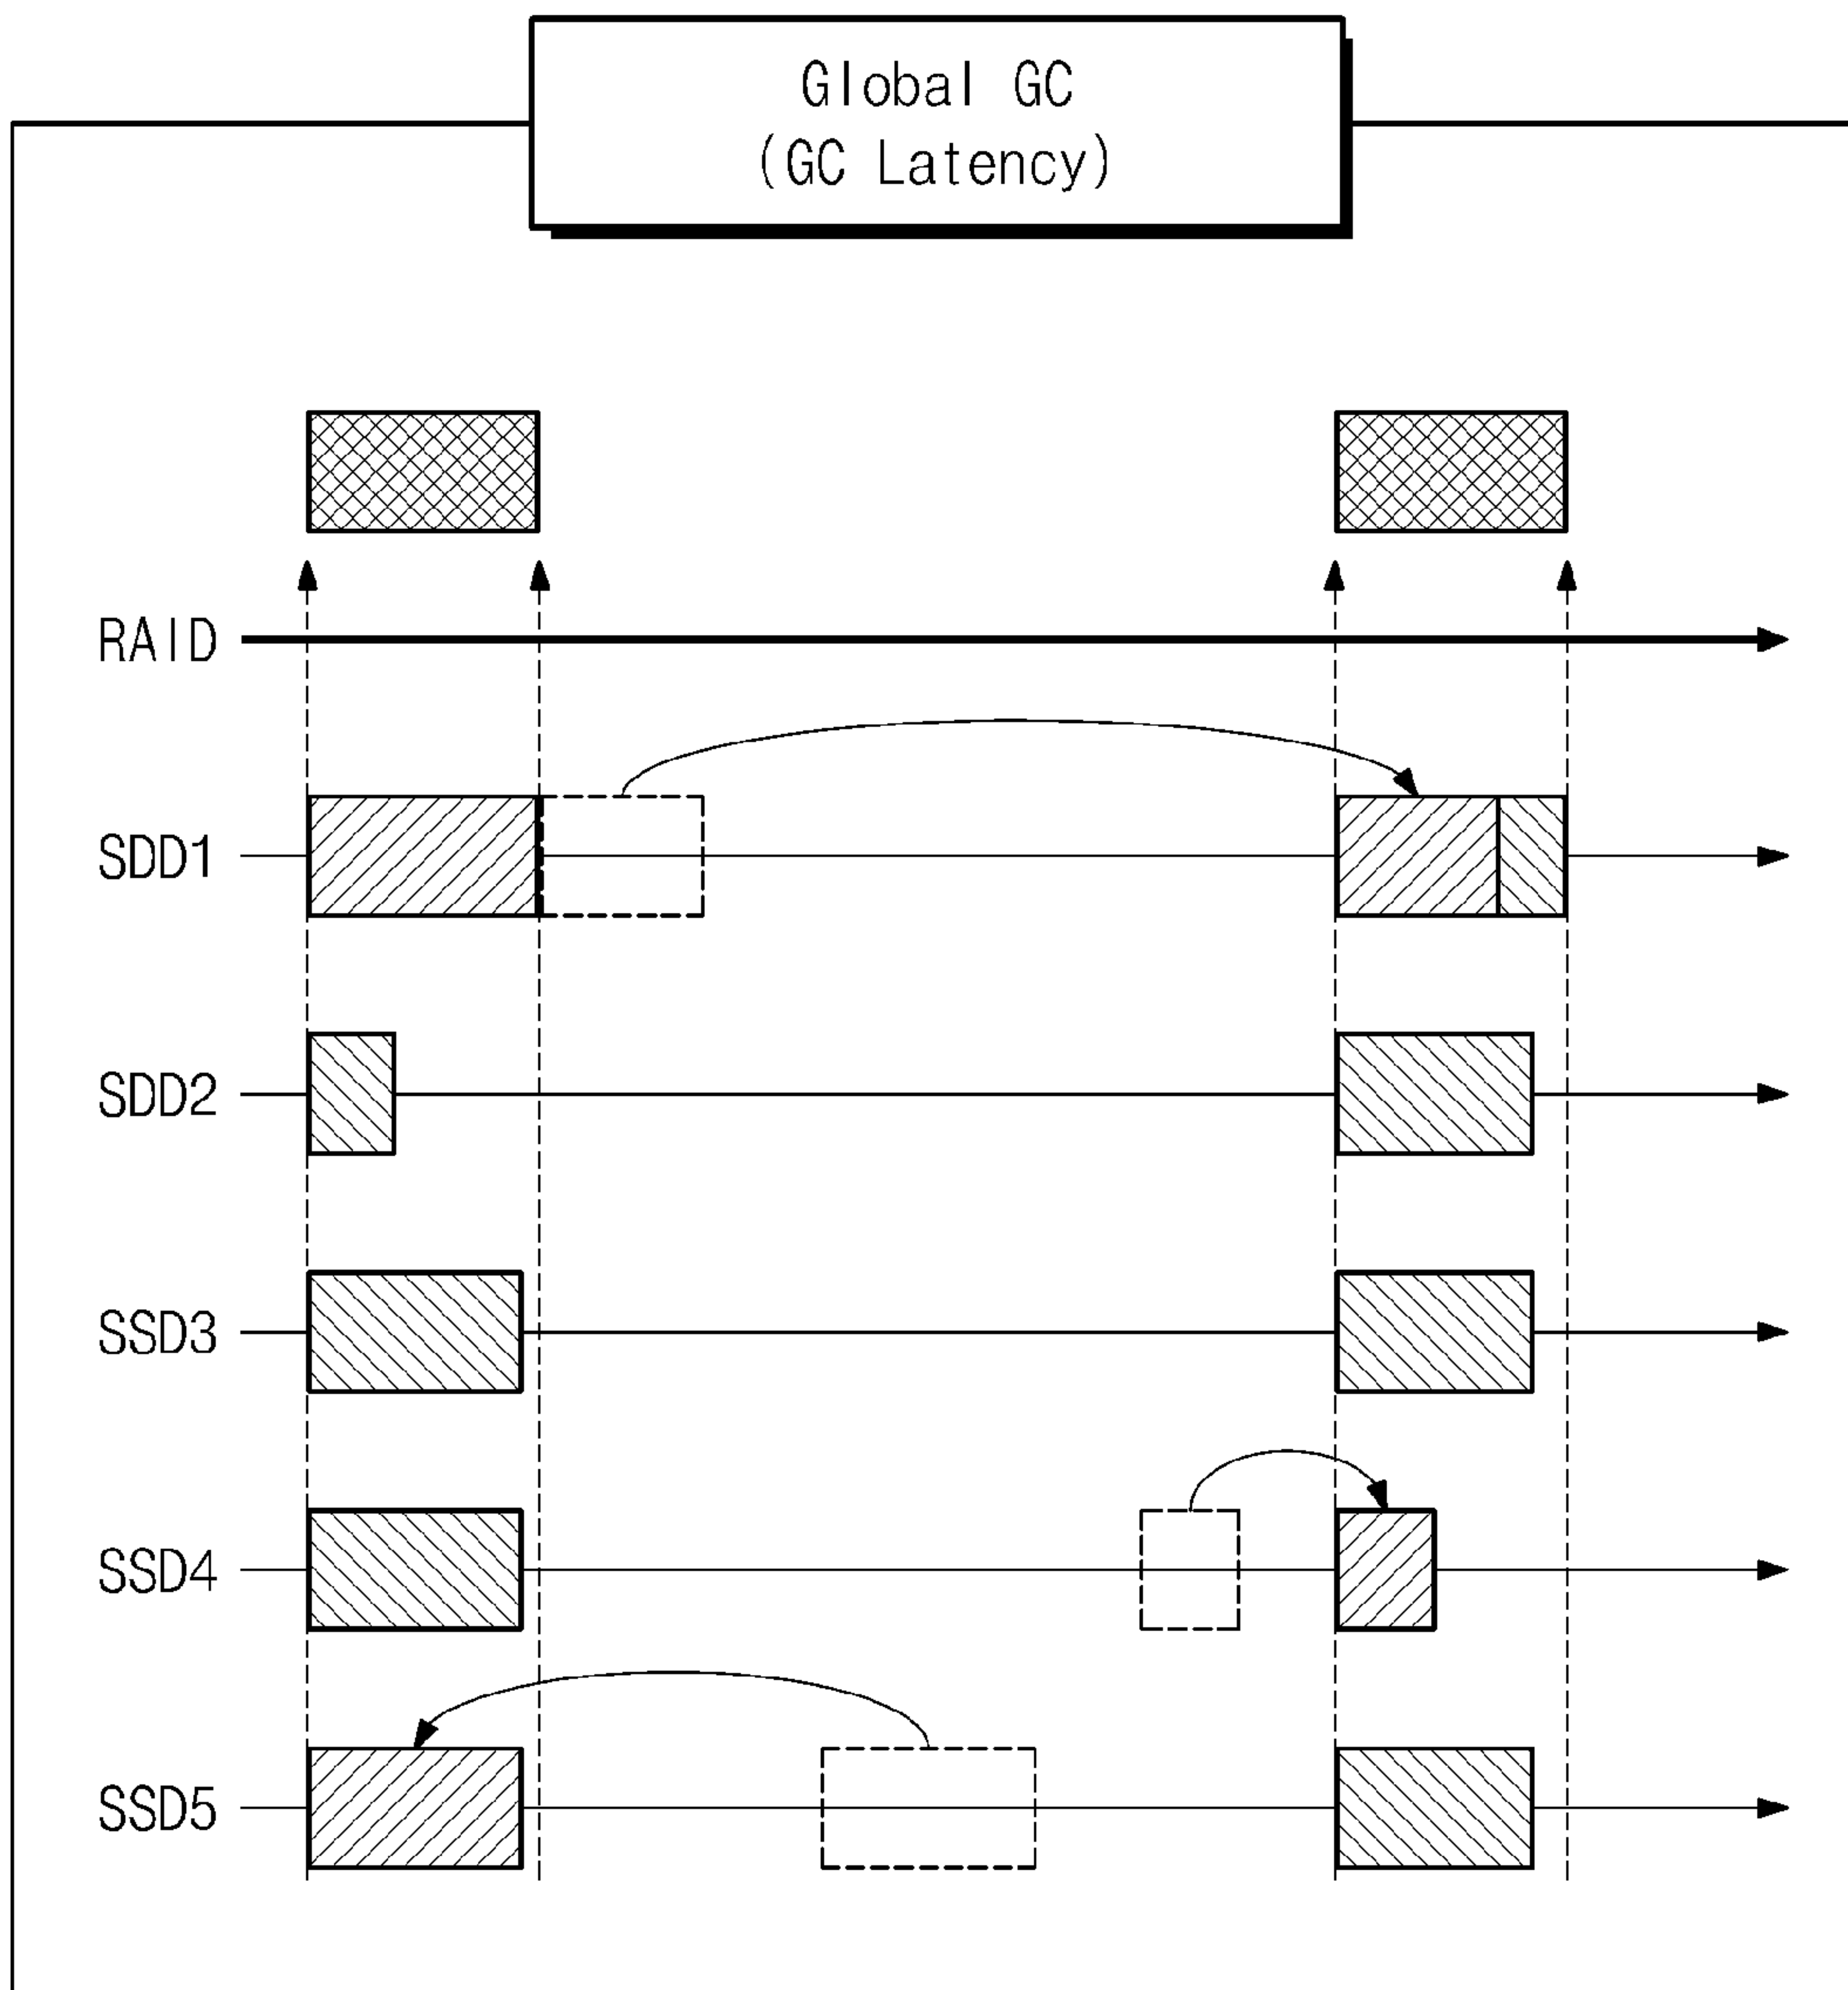 Global GC
(GC Latency)
RAID
SDD1
SDD2
SSD3
SSD4
SSD5